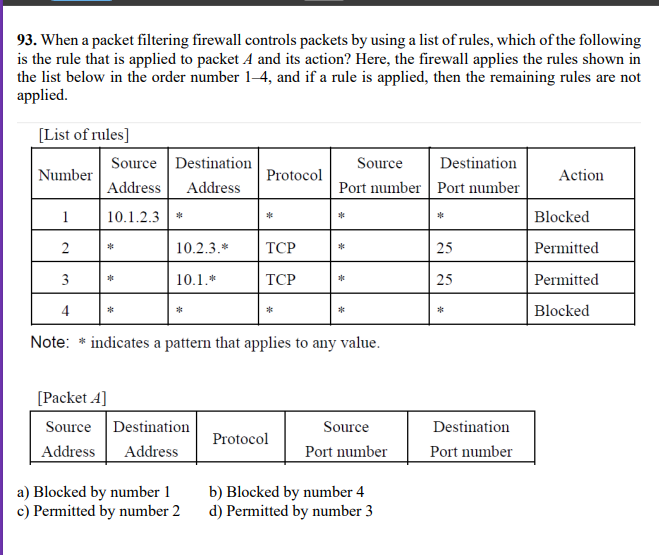 93. When a packet filtering firewall controls packets by using a list of rules, which of the following
is the rule that is applied to packet A and its action? Here, the firewall applies the rules shown in
the list below in the order number 1–4, and if a rule is applied, then the remaining rules are not
applied.
[List of rules]
Number Source Address Destination Address Protocol Source Port number Destination Port number Action
1 10.1.2.3 * * * * Blocked
2 * 10.2.3.* TCP * 25 Permitted
3 * 10.1.* TCP * 25 Permitted
4 * * * * * Blocked
Note: * indicates a pattern that applies to any value.
[Packet A]
Source Address Destination Address Protocol Source Port number Destination Port number
a) Blocked by number 1 b) Blocked by number 4
c) Permitted by number 2 d) Permitted by number 3